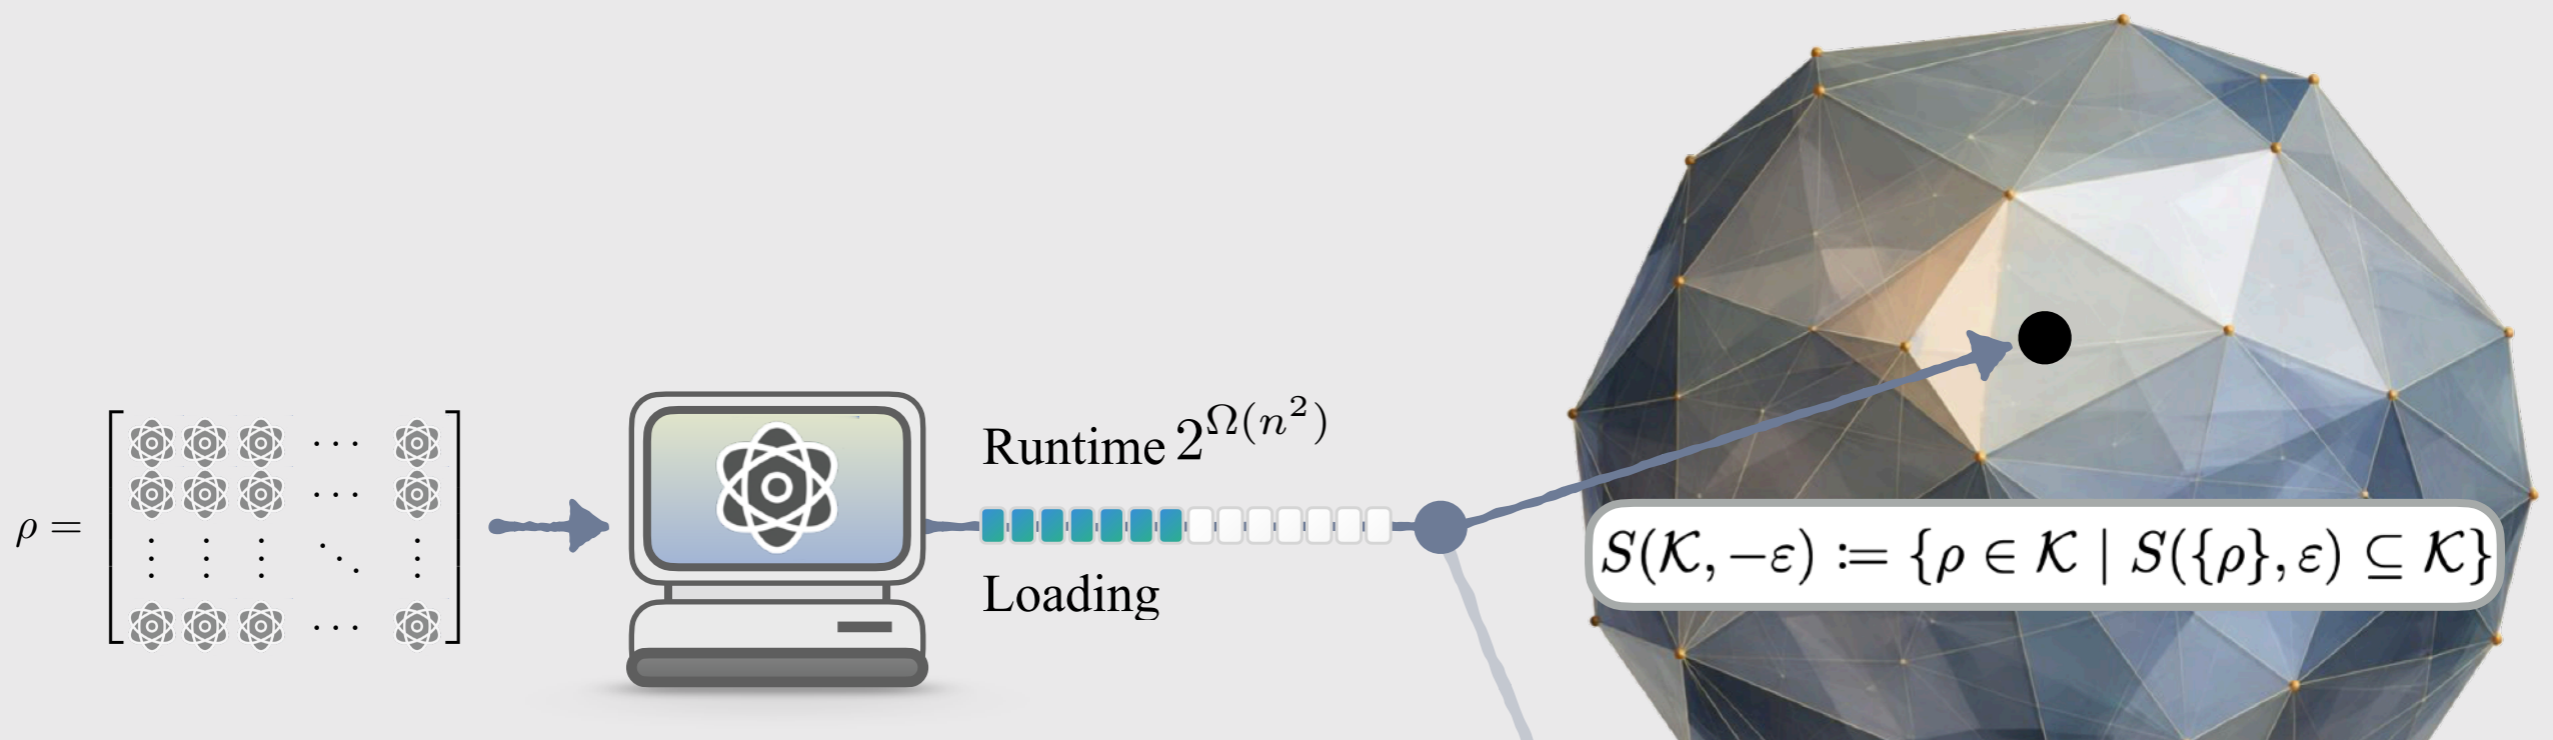 ρ =
Runtime 2^{Ω(n^2)}
Loading
S(𝒦, −ε) := {ρ ∈ 𝒦 | S({ρ}, ε) ⊆ 𝒦}